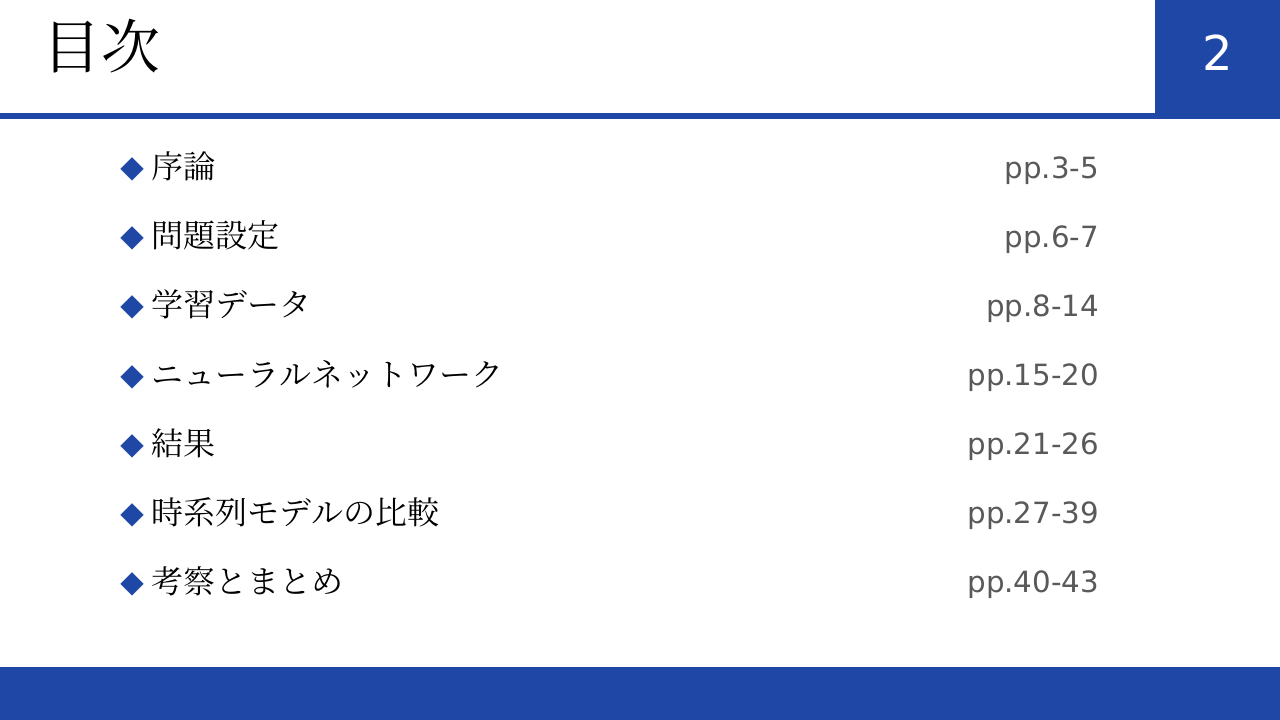 目次
2
◆ 序論 pp.3-5
◆ 問題設定 pp.6-7
◆ 学習データ pp.8-14
◆ ニューラルネットワーク pp.15-20
◆ 結果 pp.21-26
◆ 時系列モデルの比較 pp.27-39
◆ 考察とまとめ pp.40-43